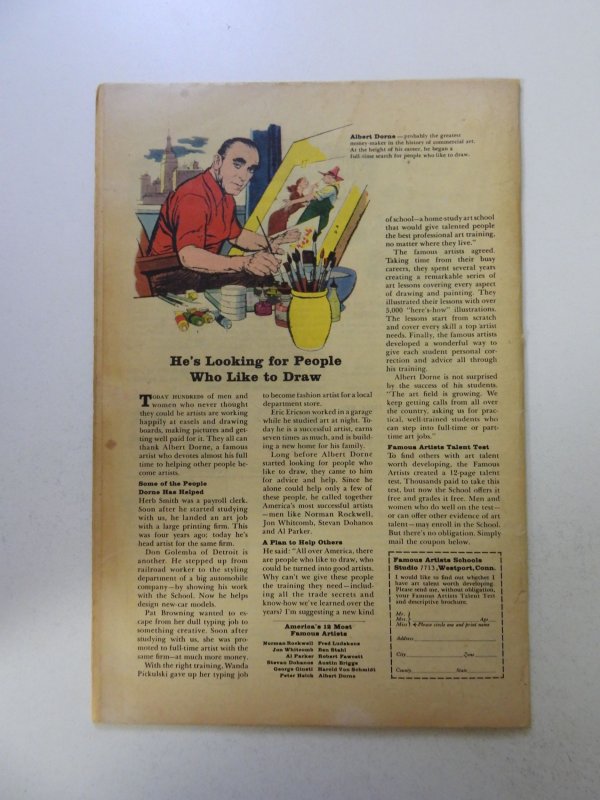 Albert Dorne—probably the greatest
money-maker in the history of commercial art.
At the height of his career, he began a
full-time search for people who like to draw.
He's Looking for People
Who Like to Draw
TODAY HUNDREDS of men and
women who never thought
they could be artists are working
happily at easels and drawing
boards, making pictures and get-
ting well paid for it. They all can
thank Albert Dorne, a famous
artist who devotes almost his full
time to helping other people be-
come artists.
Some of the People
Dorne Has Helped
Herb Smith was a payroll clerk.
Soon after he started studying
with us, he landed an art job
with a large printing firm. This
was four years ago; today he's
head artist for the same firm.
Don Golemba of Detroit is
another. He stepped up from
railroad worker to the styling
department of a big automobile
company—by showing his work
with the School. Now he helps
design new-car models.
Pat Browning wanted to es-
cape from her dull typing job to
something creative. Soon after
studying with us, she was pro-
moted to full-time artist with the
same firm—at much more money.
With the right training, Wanda
Pickulski gave up her typing job
to become fashion artist for a local
department store.
Eric Ericson worked in a garage
while he studied art at night. To-
day he is a successful artist, earns
seven times as much, and is build-
ing a new home for his family.
Long before Albert Dorne
started looking for people who
like to draw, they came to him
for advice and help. Since he
alone could help only a few of
these people, he called together
America's most successful artists
—men like Norman Rockwell,
Jon Whitcomb, Stevan Dohanos
and Al Parker.
A Plan to Help Others
He said: "All over America, there
are people who like to draw, who
could be turned into good artists.
Why can't we give these people
the training they need—includ-
ing all the trade secrets and
know-how we've learned over the
years? I'm suggesting a new kind
America's 12 Most
Famous Artists
Norman Rockwell Fred Ludekens
Jon Whitcomb Ben Stahl
Al Parker Robert Fawcett
Stevan Dohanos Austin Briggs
George Giusti Harold Von Schmidt
Peter Helck Albert Dorne
of school—a home-study art school
that would give talented people
the best professional art training,
no matter where they live."
The famous artists agreed.
Taking time from their busy
careers, they spent several years
creating a remarkable series of
art lessons covering every aspect
of drawing and painting. They
illustrated their lessons with over
5,000 "here's-how" illustrations.
The lessons start from scratch
and cover every skill a top artist
needs. Finally, the famous artists
developed a wonderful way to
give each student personal cor-
rection and advice all through
his training.
Albert Dorne is not surprised
by the success of his students.
"The art field is growing. We
keep getting calls from all over
the country, asking us for prac-
tical, well-trained students who
can step into full-time or part-
time art jobs."
Famous Artists Talent Test
To find others with art talent
worth developing, the Famous
Artists created a 12-page talent
test. Thousands paid to take this
test, but now the School offers it
free and grades it free. Men and
women who do well on the test—
or can offer other evidence of art
talent—may enroll in the School.
But there's no obligation. Simply
mail the coupon below.
Famous Artists Schools
Studio 7713, Westport, Conn.
I would like to find out whether I
have art talent worth developing.
Please send me, without obligation,
your Famous Artists Talent Test
and descriptive brochure.
Mr.
Mrs. Age
Miss Please circle one and print name
Address
City Zone
County State